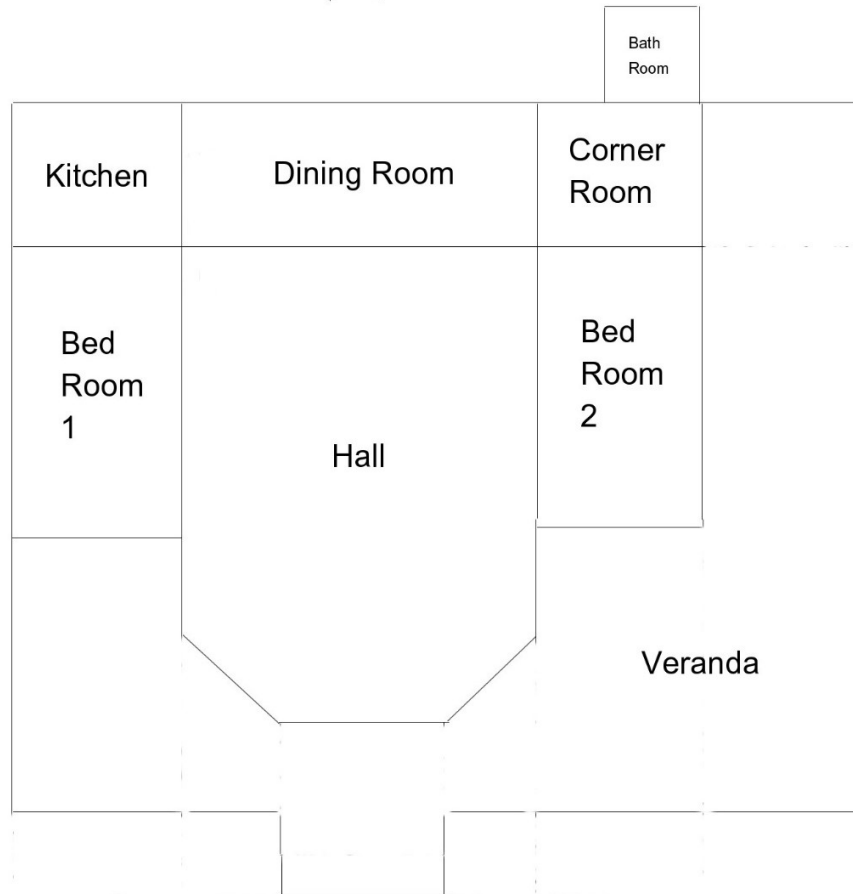 Bath
Room
Kitchen
Dining Room
Corner
Room
Bed
Room
1
Hall
Bed
Room
2
Veranda